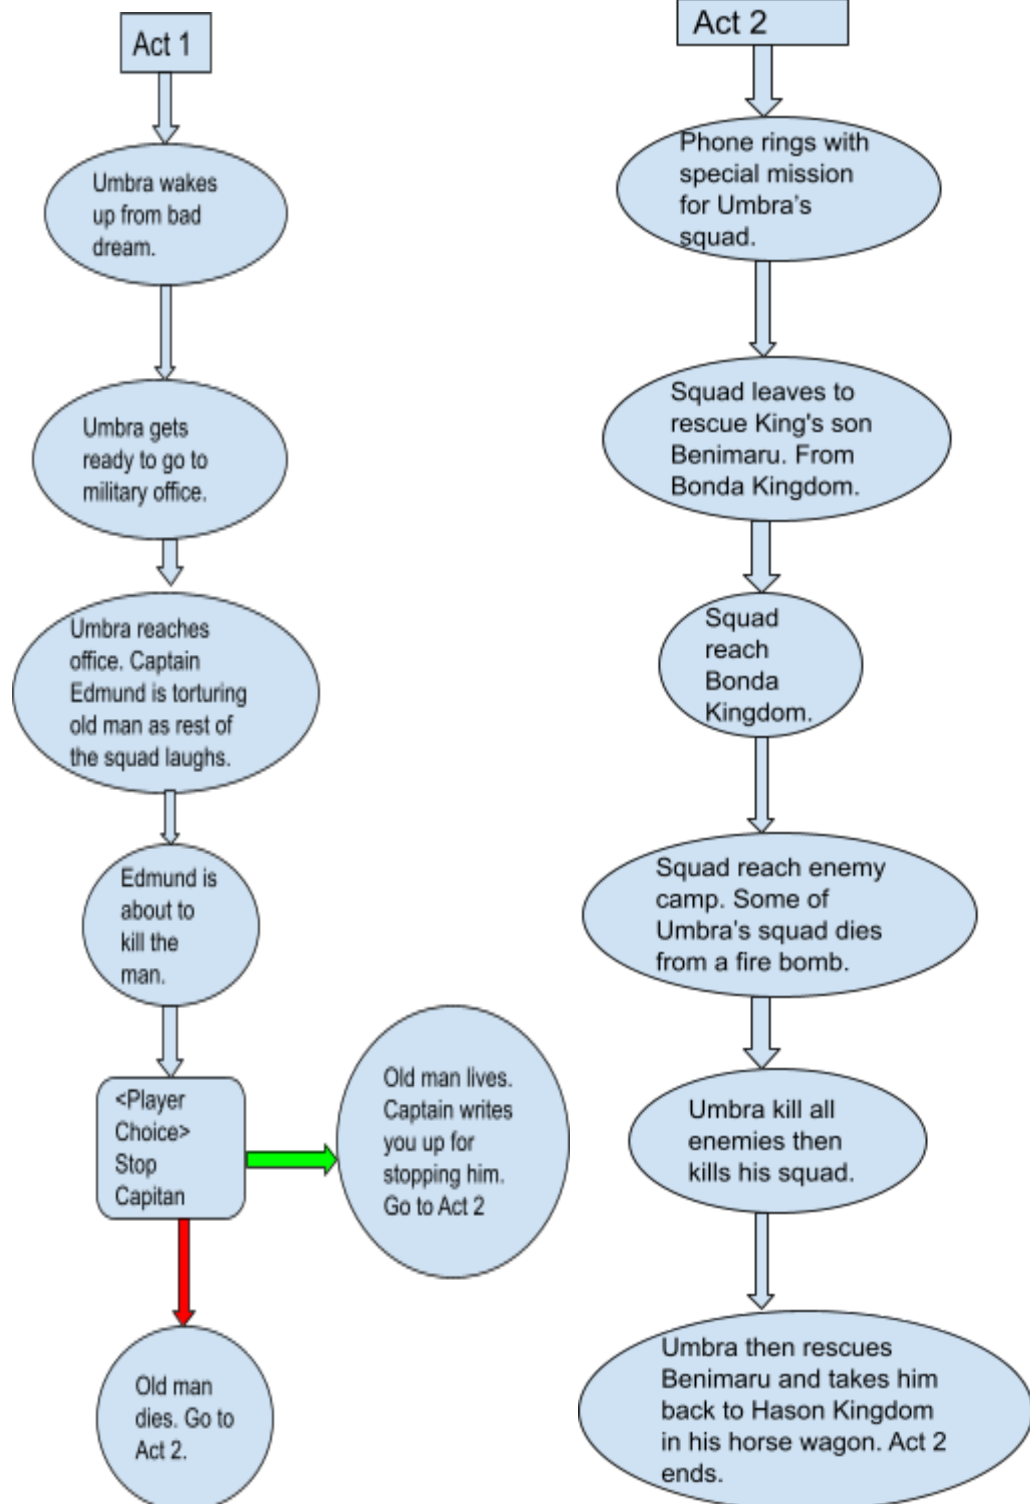 Act 1
Umbra wakes
up from bad
dream.
Umbra gets
ready to go to
military office.
Umbra reaches
office. Captain
Edmund is torturing
old man as rest of
the squad laughs.
Edmund is
about to
kill the
man.
<Player
Choice>
Stop
Capitan
Old man lives.
Captain writes
you up for
stopping him.
Go to Act 2
Old man
dies. Go to
Act 2.
Act 2
Phone rings with
special mission
for Umbra's
squad.
Squad leaves to
rescue King's son
Benimaru. From
Bonda Kingdom.
Squad
reach
Bonda
Kingdom.
Squad reach enemy
camp. Some of
Umbra's squad dies
from a fire bomb.
Umbra kill all
enemies then
kills his squad.
Umbra then rescues
Benimaru and takes him
back to Hason Kingdom
in his horse wagon. Act 2
ends.